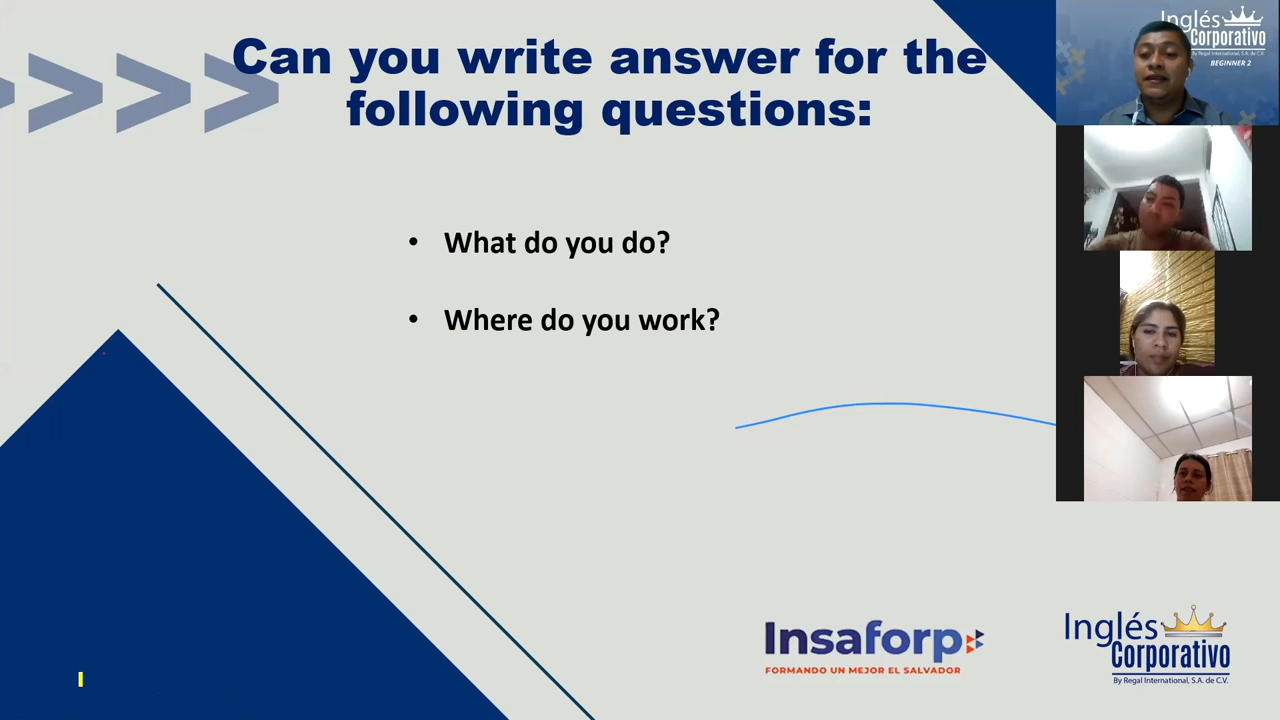 Can you write answer for the
following questions:
• What do you do?
• Where do you work?
Inglés
Corporativo
By Regal International, S.A. de C.V.
BEGINNER 2
Insaforp
FORMANDO UN MEJOR EL SALVADOR
Inglés
Corporativo
By Regal International, S.A. de C.V.